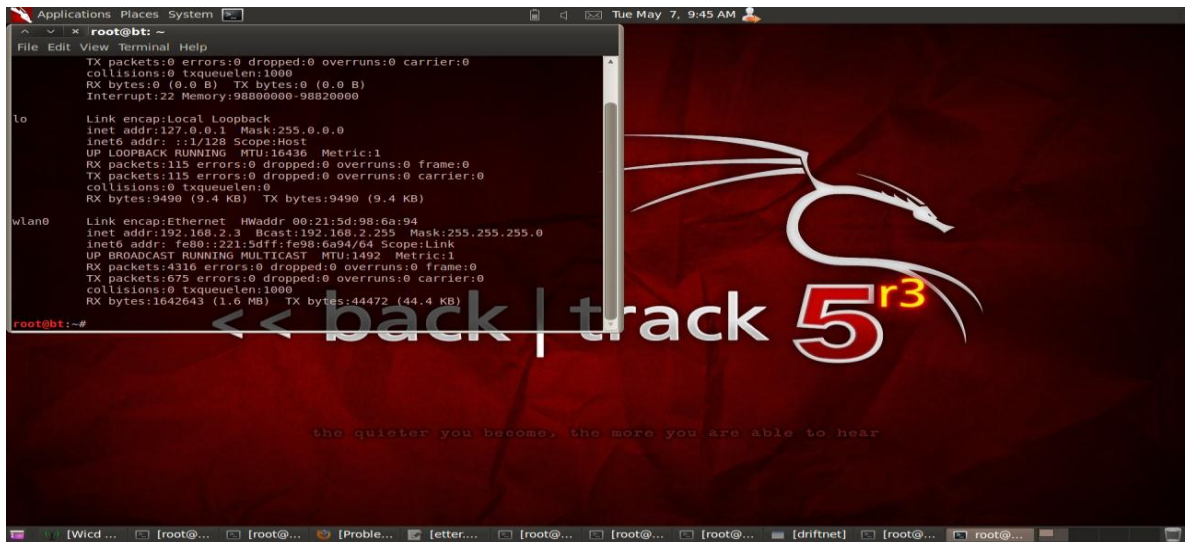 Applications Places System
Tue May 7, 9:45 AM
root@bt: ~
File Edit View Terminal Help
TX packets:0 errors:0 dropped:0 overruns:0 carrier:0
collisions:0 txqueuelen:1000
RX bytes:0 (0.0 B)  TX bytes:0 (0.0 B)
Interrupt:22 Memory:98800000-98820000
lo Link encap:Local Loopback
inet addr:127.0.0.1  Mask:255.0.0.0
inet6 addr: ::1/128 Scope:Host
UP LOOPBACK RUNNING  MTU:16436  Metric:1
RX packets:115 errors:0 dropped:0 overruns:0 frame:0
TX packets:115 errors:0 dropped:0 overruns:0 carrier:0
collisions:0 txqueuelen:0
RX bytes:9490 (9.4 KB)  TX bytes:9490 (9.4 KB)
wlan0 Link encap:Ethernet  HWaddr 00:21:5d:98:6a:94
inet addr:192.168.2.3  Bcast:192.168.2.255  Mask:255.255.255.0
inet6 addr: fe80::221:5dff:fe98:6a94/64 Scope:Link
UP BROADCAST RUNNING MULTICAST  MTU:1492  Metric:1
RX packets:4316 errors:0 dropped:0 overruns:0 frame:0
TX packets:675 errors:0 dropped:0 overruns:0 carrier:0
collisions:0 txqueuelen:1000
RX bytes:1642643 (1.6 MB)  TX bytes:44472 (44.4 KB)
root@bt:~#
<< back | track 5 r3
the quieter you become, the more you are able to hear
[Wicd ... [root@... [root@... [Proble... [etter.... [root@... [root@... [root@... [driftnet] [root@... root@...